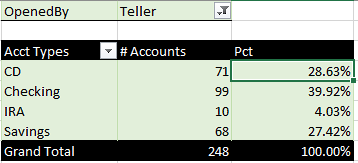 OpenedBy Teller
Acct Types # Accounts Pct
CD 71 28.63%
Checking 99 39.92%
IRA 10 4.03%
Savings 68 27.42%
Grand Total 248 100.00%